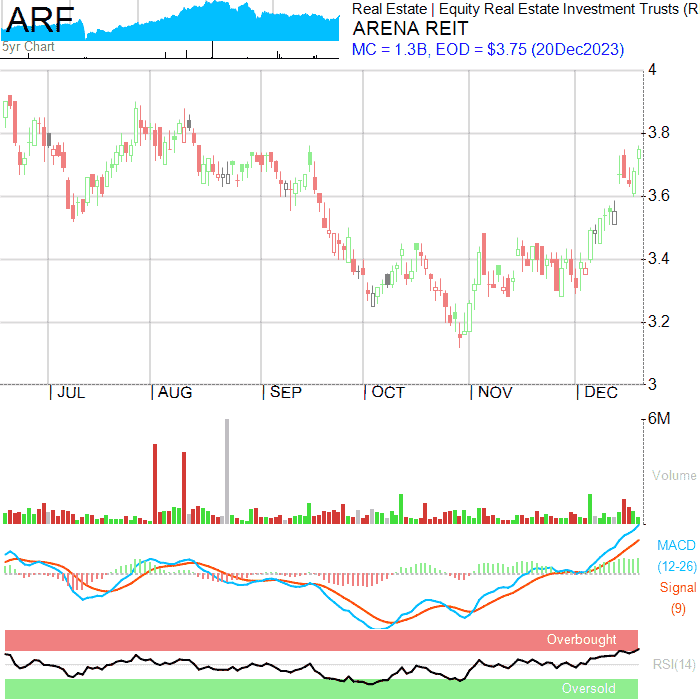 ARF
5yr Chart
Real Estate | Equity Real Estate Investment Trusts (R
ARENA REIT
MC = 1.3B, EOD = $3.75 (20Dec2023)
4
3.8
3.6
3.4
3.2
3
JUL AUG SEP OCT NOV DEC
6M
Volume
MACD
(12-26)
Signal
(9)
Overbought
RSI(14)
Oversold